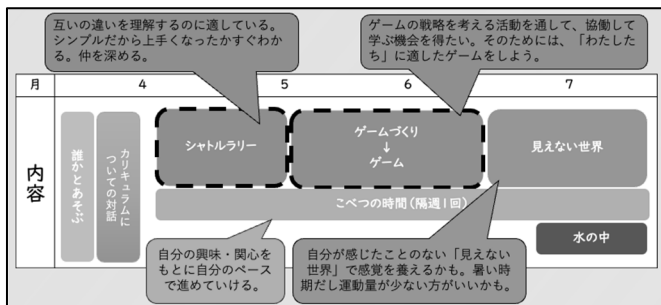 互いの違いを理解するのに適している。
シンプルだから上手くなったかすぐわか
る。仲を深める。
ゲームの戦略を考える活動を通して、協働して
学ぶ機会を得たい。そのためには、「わたした
ち」に適したゲームをしよう。
月
4
5
6
7
内容
誰かとあそぶ
カリキュラムに
ついての対話
シャトルラリー
ゲームづくり
↓
ゲーム
見えない世界
こべつの時間（隔週1回）
水の中
自分の興味・関心を
もとに自分のペース
で進めていける。
自分が感じたことのない「見えない
世界」で感覚を養えるかも。暑い時
期だし運動量が少ない方がいいかも。